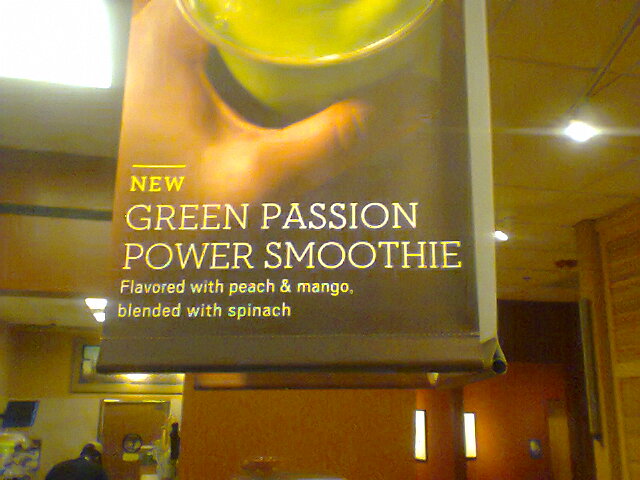 NEW
GREEN PASSION
POWER SMOOTHIE
Flavored with peach & mango,
blended with spinach